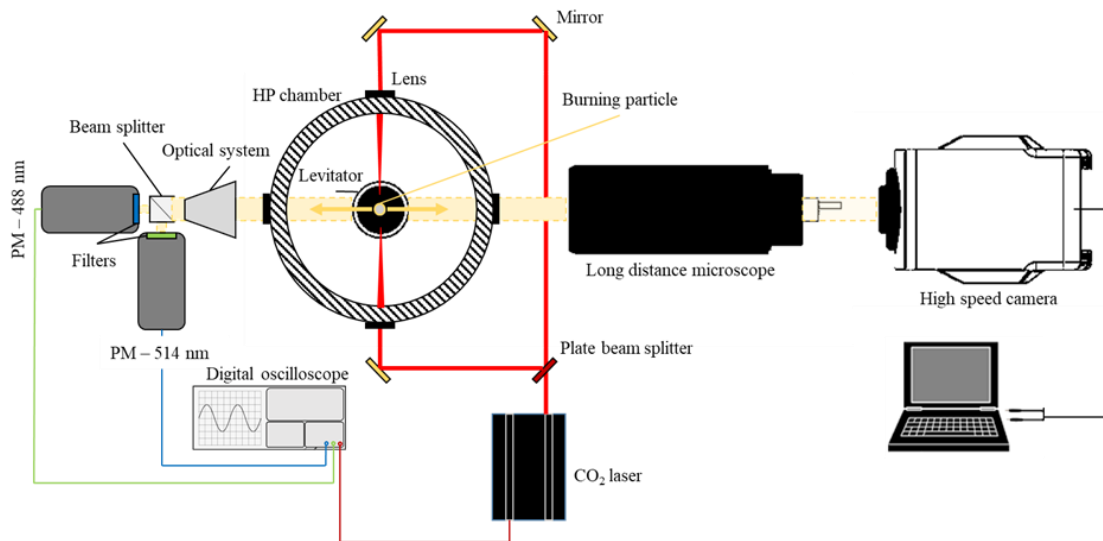 Mirror
Lens
HP chamber
Burning particle
Beam splitter
Optical system
Levitator
PM – 488 nm
Filters
Long distance microscope
High speed camera
PM – 514 nm
Plate beam splitter
Digital oscilloscope
CO₂ laser